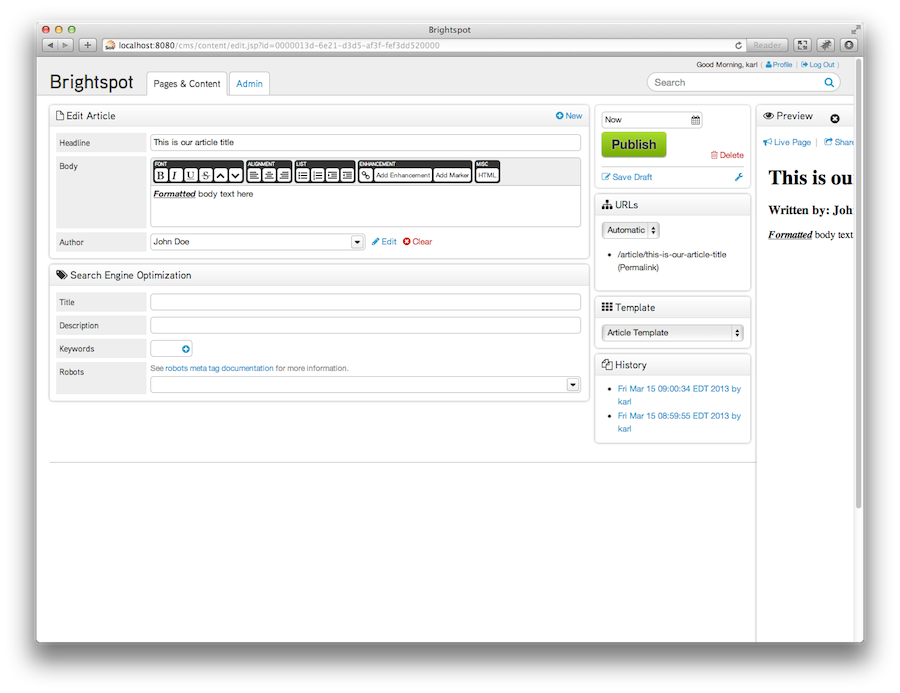 Brightspot
localhost:8080/cms/content/edit.jsp?id=0000013d-6e21-d3d5-af3f-fef3dd520000
Reader
Good Morning, karl | Profile | Log Out |
Brightspot
Pages & Content
Admin
Search
Edit Article
New
Headline
This is our article title
Body
FONT
ALIGNMENT
LIST
ENHANCEMENT
MISC
B I U S
Add Enhancement
Add Marker
HTML
Formatted body text here
Author
John Doe
Edit
Clear
Search Engine Optimization
Title
Description
Keywords
Robots
See robots meta tag documentation for more information.
Now
Publish
Delete
Save Draft
URLs
Automatic
/article/this-is-our-article-title
(Permalink)
Template
Article Template
History
Fri Mar 15 09:00:34 EDT 2013 by
karl
Fri Mar 15 08:59:55 EDT 2013 by
karl
Preview
Live Page | Share
This is ou
Written by: Joh
Formatted body text